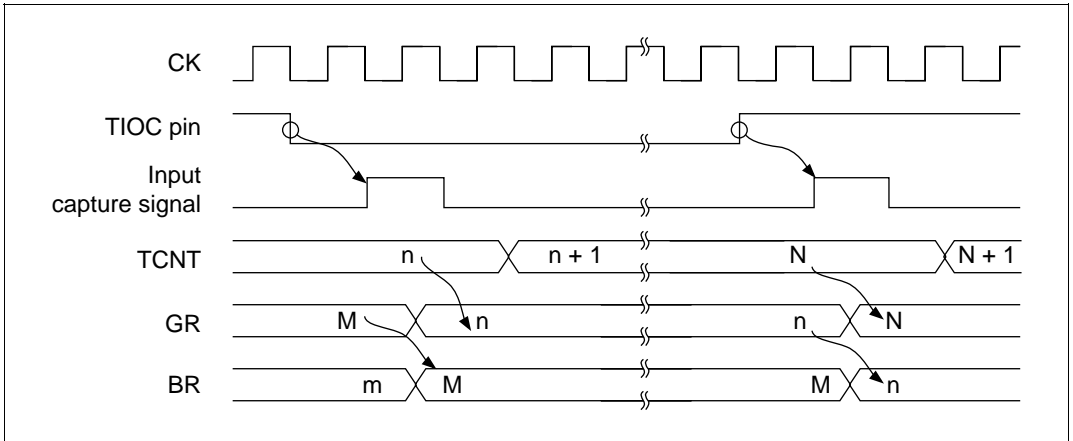 CK
TIOC pin
Input
capture signal
TCNT n n + 1 N N + 1
GR M n n N
BR m M M n